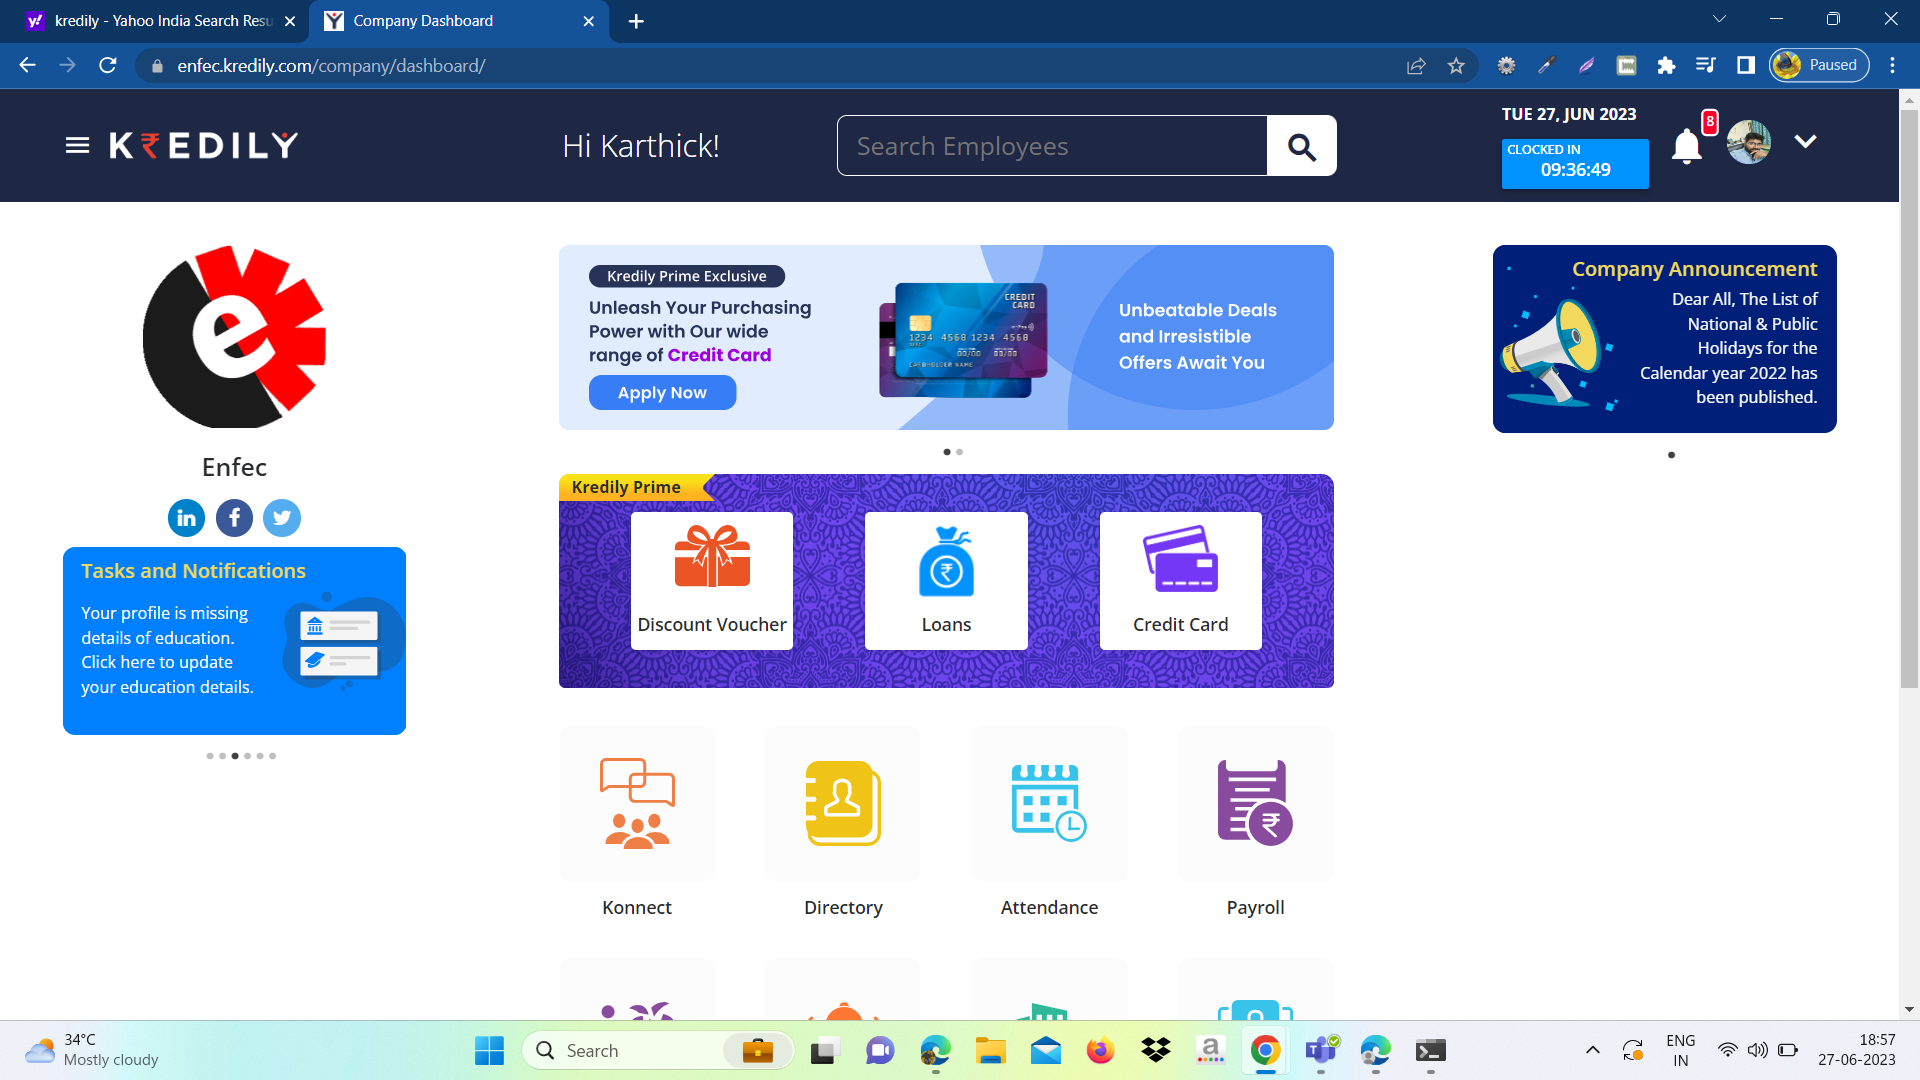 kredily - Yahoo India Search Resu
Company Dashboard
enfec.kredily.com/company/dashboard/
Paused
KREDILY
Hi Karthick!
Search Employees
TUE 27, JUN 2023
CLOCKED IN
09:36:49
8
Enfec
Tasks and Notifications
Your profile is missing
details of education.
Click here to update
your education details.
Kredily Prime Exclusive
Unleash Your Purchasing
Power with Our wide
range of Credit Card
Apply Now
CREDIT
CARD
1234 4568 1234 4568
00/00 00/00
CARDHOLDER NAME
Unbeatable Deals
and Irresistible
Offers Await You
Company Announcement
Dear All, The List of
National & Public
Holidays for the
Calendar year 2022 has
been published.
Kredily Prime
Discount Voucher
Loans
Credit Card
Konnect
Directory
Attendance
Payroll
34°C
Mostly cloudy
Search
ENG
IN
18:57
27-06-2023